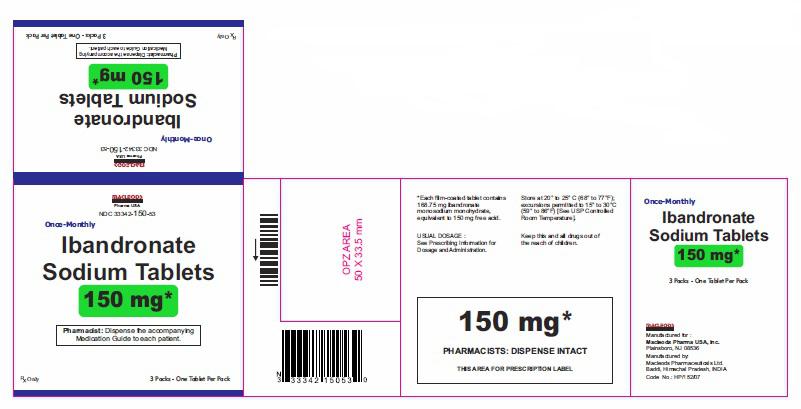 3 Packs - One Tablet Per Pack
Rx Only
Pharmacist: Dispense the accompanying
Medication Guide to each patient.
150 mg*
Ibandronate
Sodium Tablets
Once-Monthly
NDC 33342-150-53
MACLEODS
Pharma USA
MACLEODS
Pharma USA
NDC 33342-150-53
Once-Monthly
Ibandronate
Sodium Tablets
150 mg*
Pharmacist: Dispense the accompanying
Medication Guide to each patient.
Rx Only
3 Packs - One Tablet Per Pack
OPZ AREA
50 X 33.5 mm
N
3
33342 15053 0
*Each film-coated tablet contains
168.75 mg ibandronate
monosodium monohydrate,
equivalent to 150 mg free acid.
USUAL DOSAGE :
See Prescribing Information for
Dosage and Administration.
Store at 20° to 25° C (68° to 77°F);
excursions permitted to 15° to 30°C
(59° to 86°F) [See USP Controlled
Room Temperature].
Keep this and all drugs out of
the reach of children.
150 mg*
PHARMACISTS: DISPENSE INTACT
THIS AREA FOR PRESCRIPTION LABEL
Once-Monthly
Ibandronate
Sodium Tablets
150 mg*
3 Packs - One Tablet Per Pack
MACLEODS
Manufactured for :
Macleods Pharma USA, Inc.
Plainsboro, NJ 08536
Manufactured by:
Macleods Pharmaceuticals Ltd.
Baddi, Himachal Pradesh, INDIA
Code No.: HP/152/07